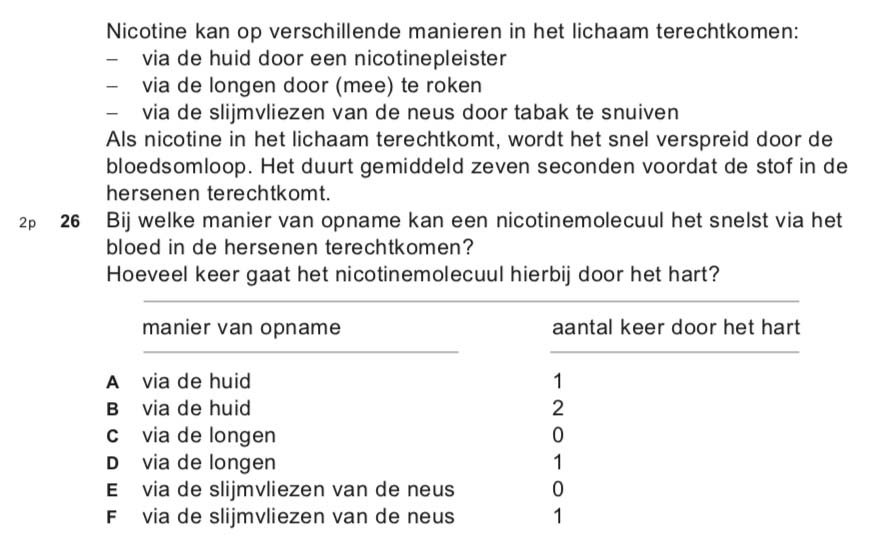 Nicotine kan op verschillende manieren in het lichaam terechtkomen:
– via de huid door een nicotinepleister
– via de longen door (mee) te roken
– via de slijmvliezen van de neus door tabak te snuiven
Als nicotine in het lichaam terechtkomt, wordt het snel verspreid door de
bloedsomloop. Het duurt gemiddeld zeven seconden voordat de stof in de
hersenen terechtkomt.
2p 26 Bij welke manier van opname kan een nicotinemolecuul het snelst via het
bloed in de hersenen terechtkomen?
Hoeveel keer gaat het nicotinemolecuul hierbij door het hart?
manier van opname aantal keer door het hart
A via de huid 1
B via de huid 2
C via de longen 0
D via de longen 1
E via de slijmvliezen van de neus 0
F via de slijmvliezen van de neus 1